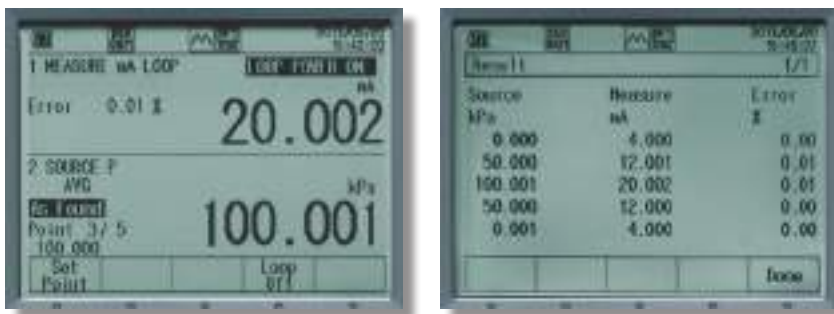 1 MEASURE mA LOOP LOOP POWER ON
mA
Error 0.01 %
20.002
2 SOURCE P
AVG
kPa
As Found
100.001
Point 3/ 5
100.000
Set Point
Loop Off
Result 1/1
Source Measure Error
kPa mA %
0.000 4.000 0.00
50.000 12.001 0.01
100.001 20.002 0.01
50.000 12.000 0.00
0.001 4.000 0.00
Done